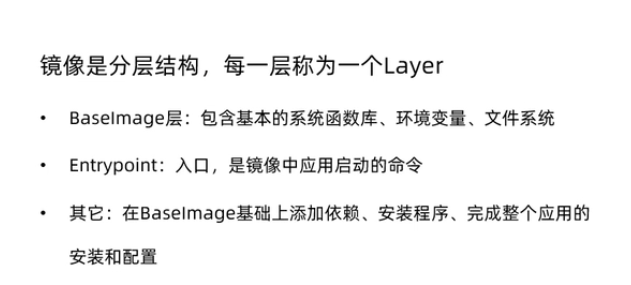 镜像是分层结构，每一层称为一个Layer
• BaseImage层：包含基本的系统函数库、环境变量、文件系统
• Entrypoint：入口，是镜像中应用启动的命令
• 其它：在BaseImage基础上添加依赖、安装程序、完成整个应用的
安装和配置